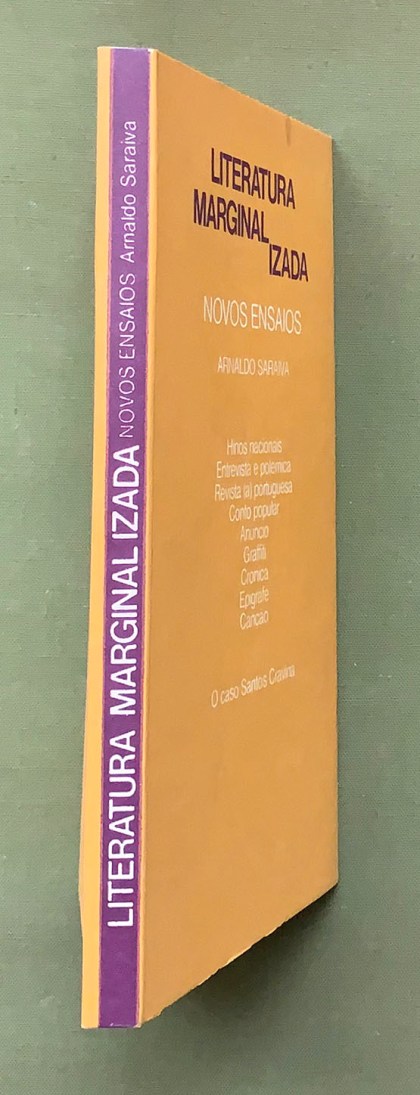 LITERATURA MARGINAL IZADA NOVOS ENSAIOS Arnaldo Saraiva
LITERATURA
MARGINAL
IZADA
NOVOS ENSAIOS
ARNALDO SARAIVA
Hinos nacionais
Entrevista e polémica
Revista (a) portuguesa
Conto popular
Anúncio
Graffiti
Crónica
Epígrafe
Canção
O caso Santos Cravina